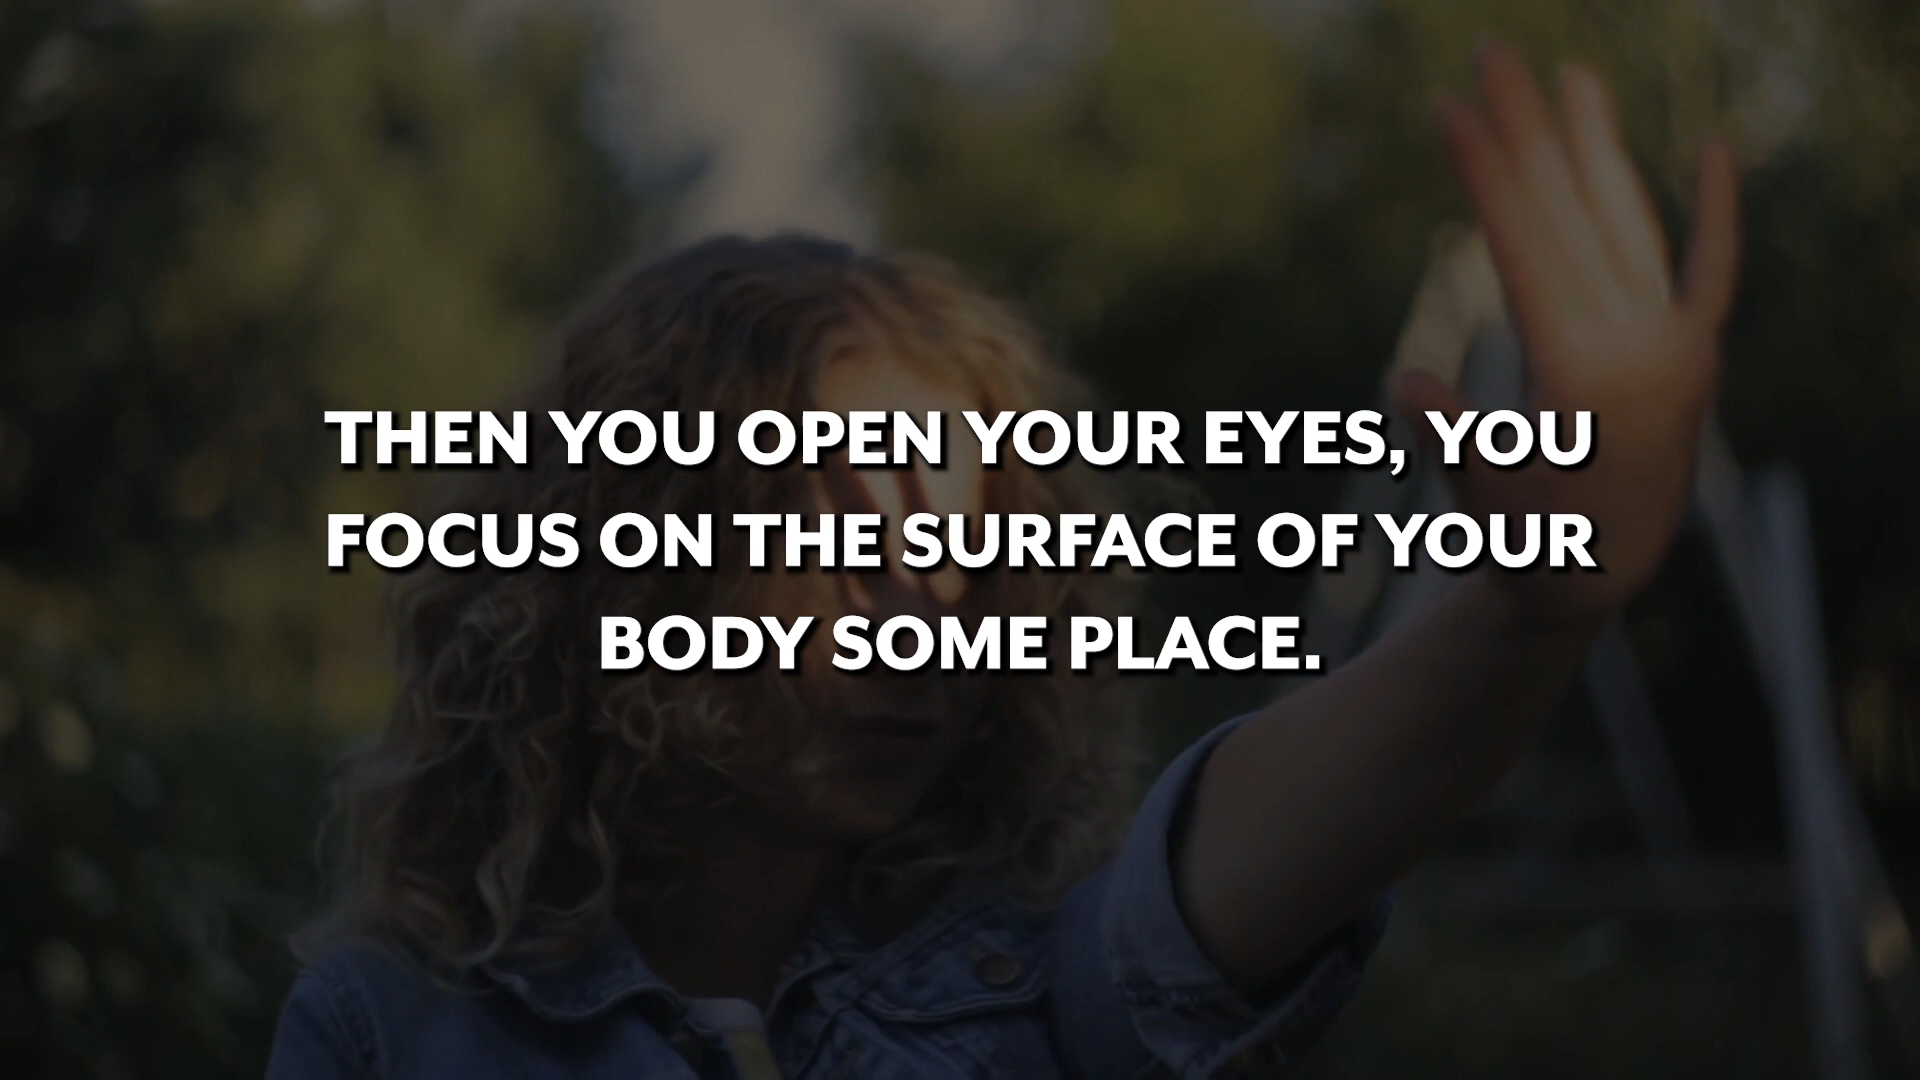 THEN YOU OPEN YOUR EYES, YOU
FOCUS ON THE SURFACE OF YOUR
BODY SOME PLACE.